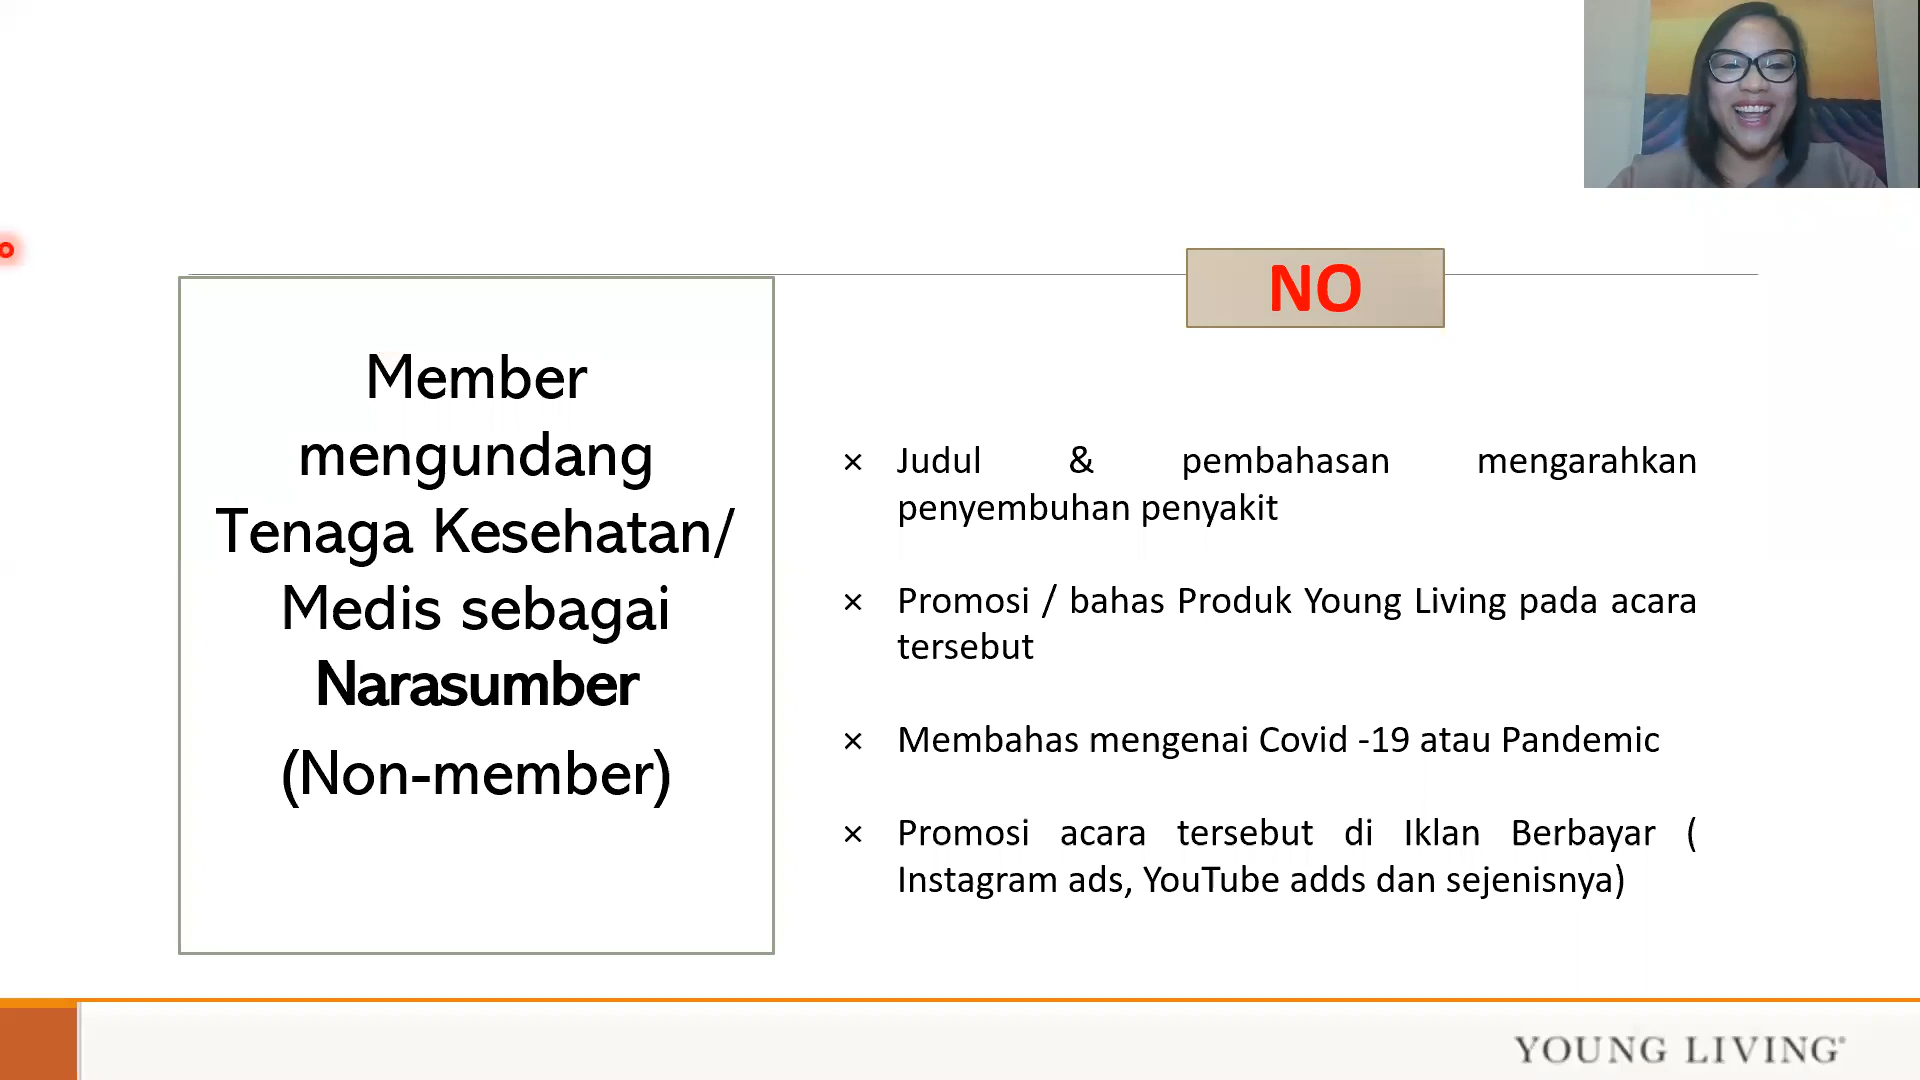 Member
mengundang
Tenaga Kesehatan/
Medis sebagai
Narasumber
(Non-member)
NO
× Judul & pembahasan mengarahkan
penyembuhan penyakit
× Promosi / bahas Produk Young Living pada acara
tersebut
× Membahas mengenai Covid -19 atau Pandemic
× Promosi acara tersebut di Iklan Berbayar (
Instagram ads, YouTube adds dan sejenisnya)
YOUNG LIVING®